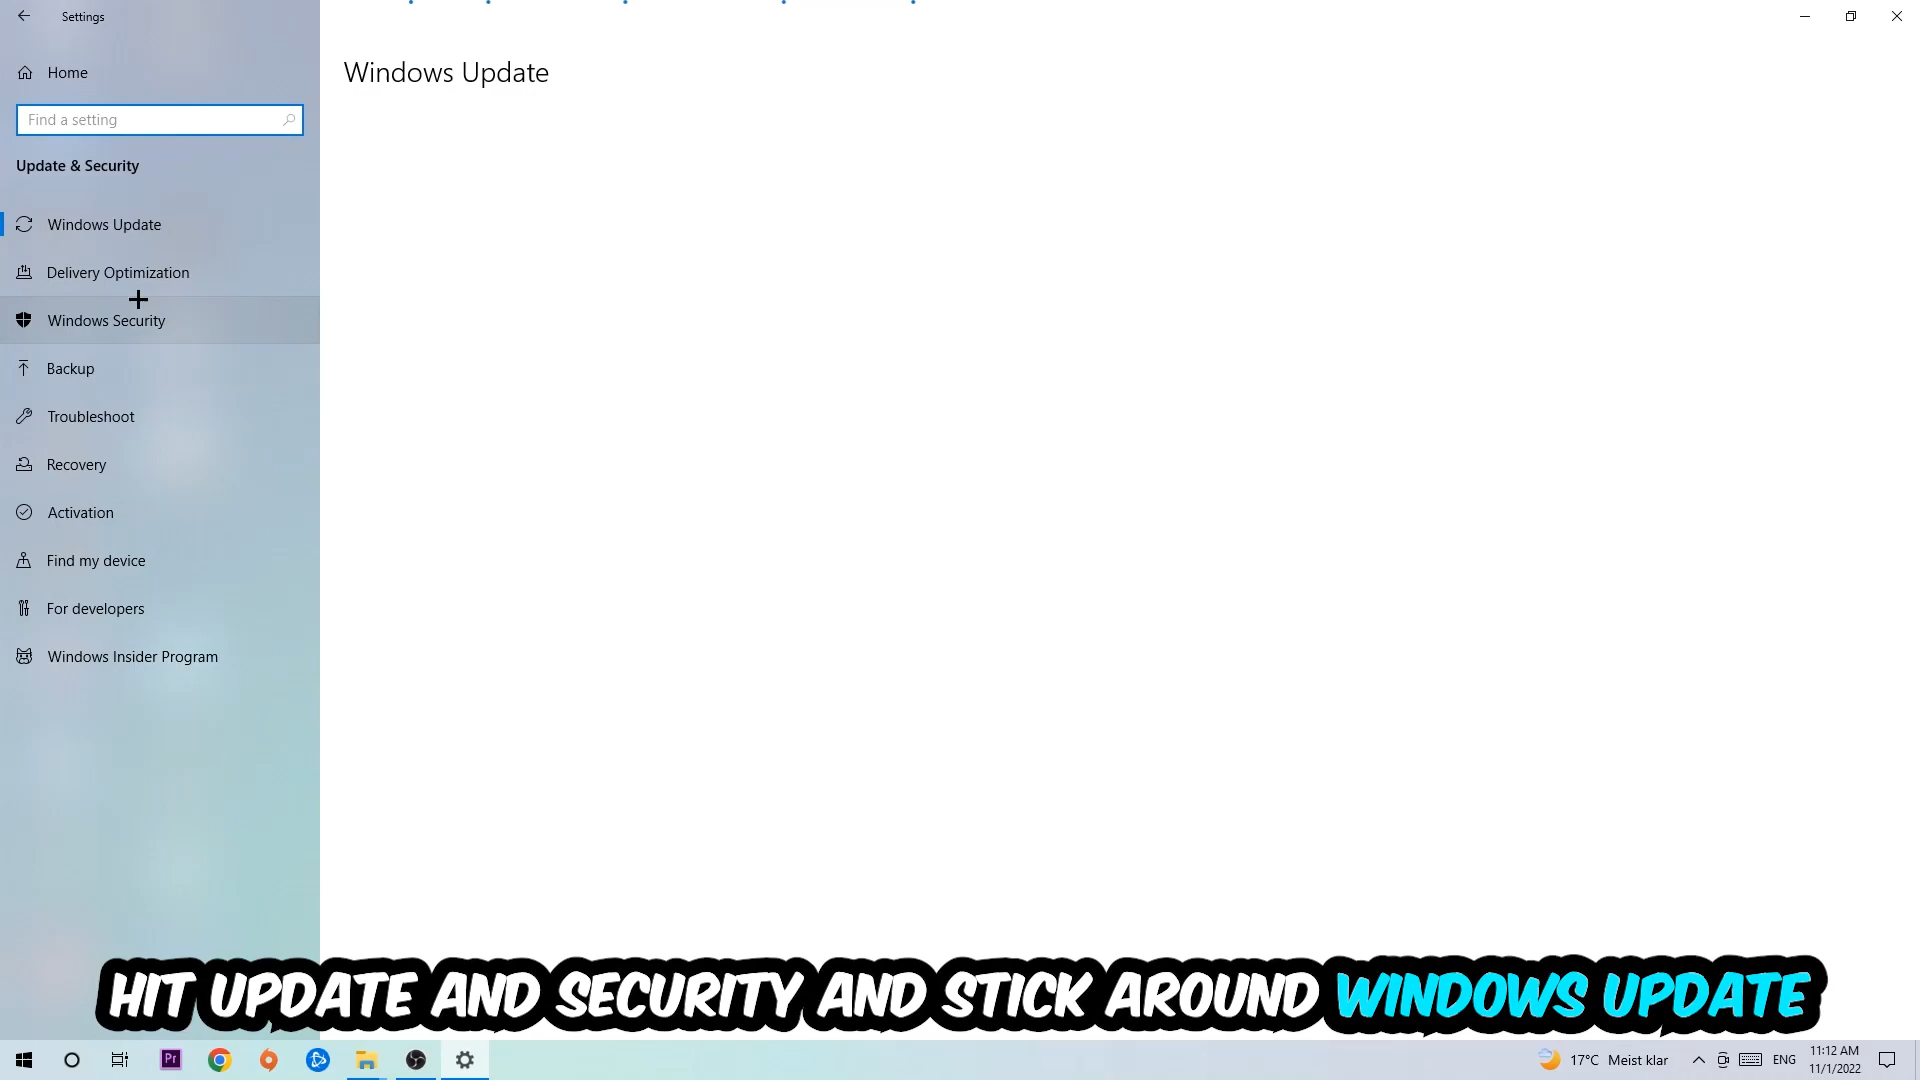 Settings
Home
Windows Update
Find a setting
Update & Security
Windows Update
Delivery Optimization
Windows Security
Backup
Troubleshoot
Recovery
Activation
Find my device
For developers
Windows Insider Program
HIT UPDATE AND SECURITY AND STICK AROUND WINDOWS UPDATE
Pr
17°C Meist klar
ENG
11:12 AM
11/1/2022